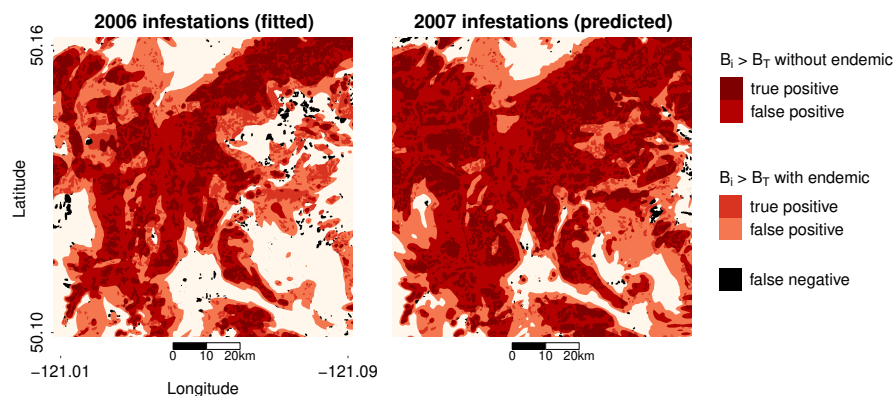 2006 infestations (fitted)
2007 infestations (predicted)
50.16
50.10
Latitude
0 10 20km
0 10 20km
−121.01
−121.09
Longitude
Bi > BT without endemic
true positive
false positive
Bi > BT with endemic
true positive
false positive
false negative